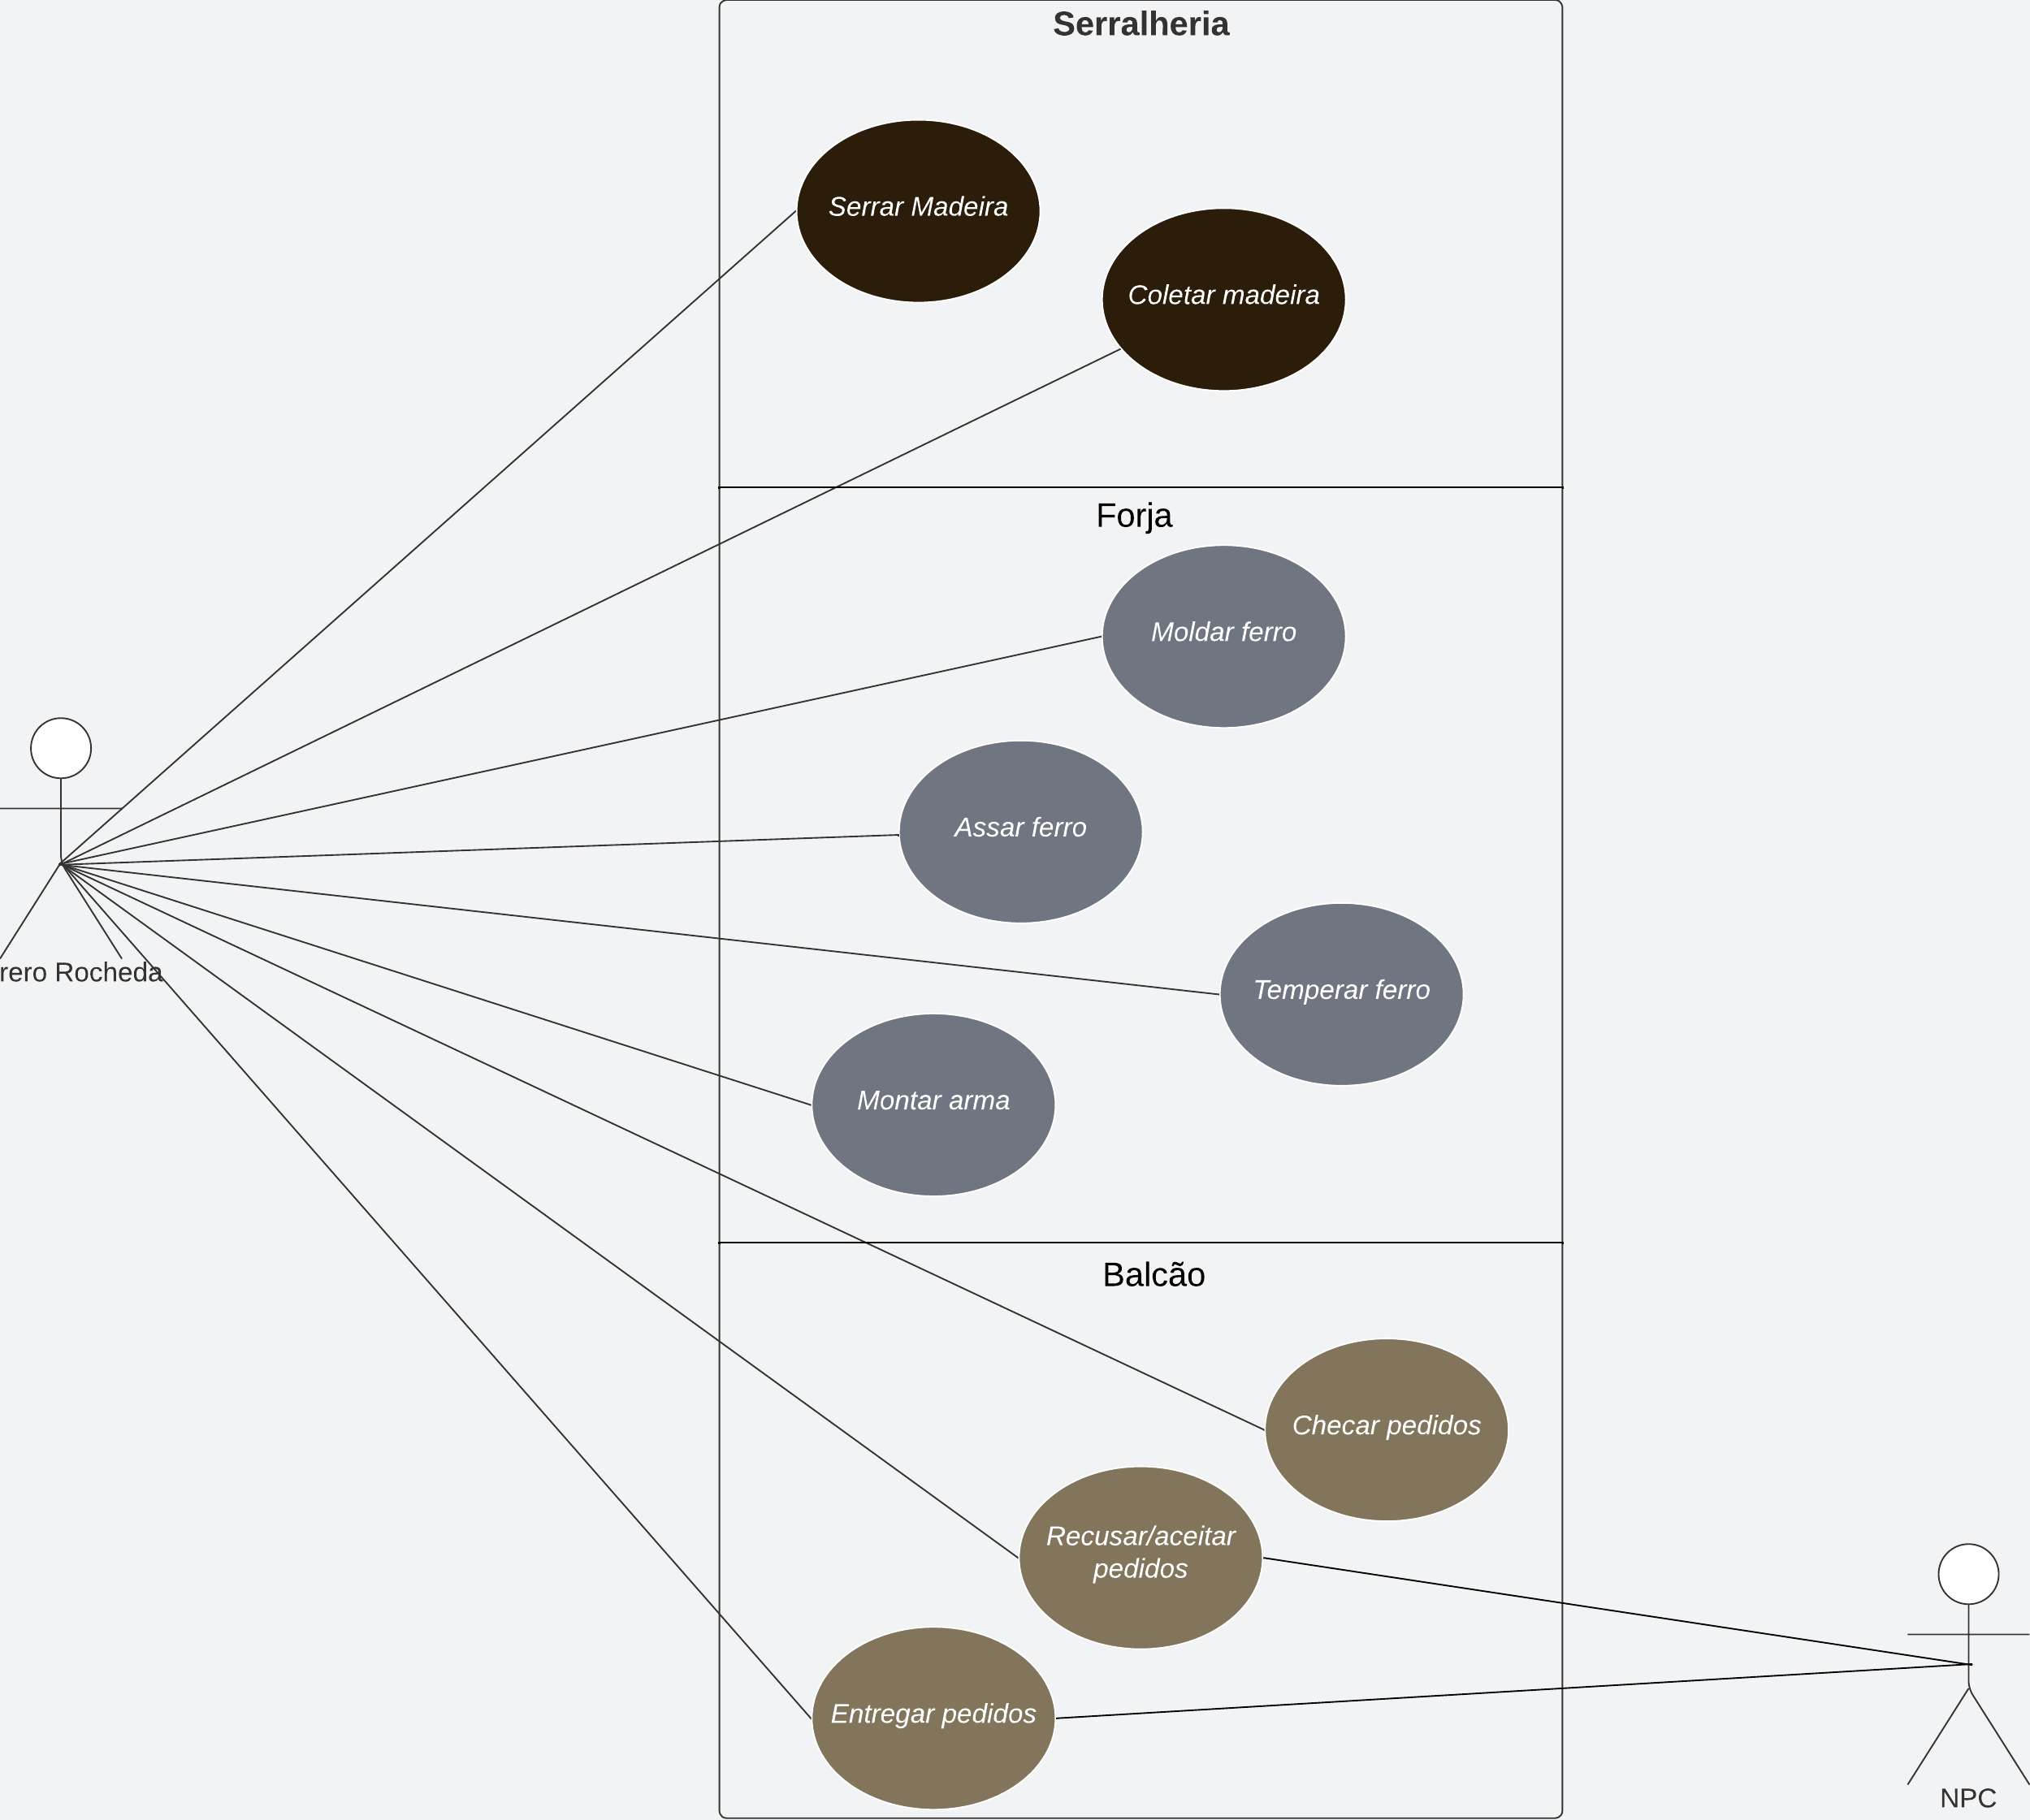 Serralheria
Serrar Madeira
Coletar madeira
Forja
Moldar ferro
Assar ferro
Temperar ferro
rero Rocheda
Montar arma
Balcão
Checar pedidos
Recusar/aceitar
pedidos
Entregar pedidos
NPC